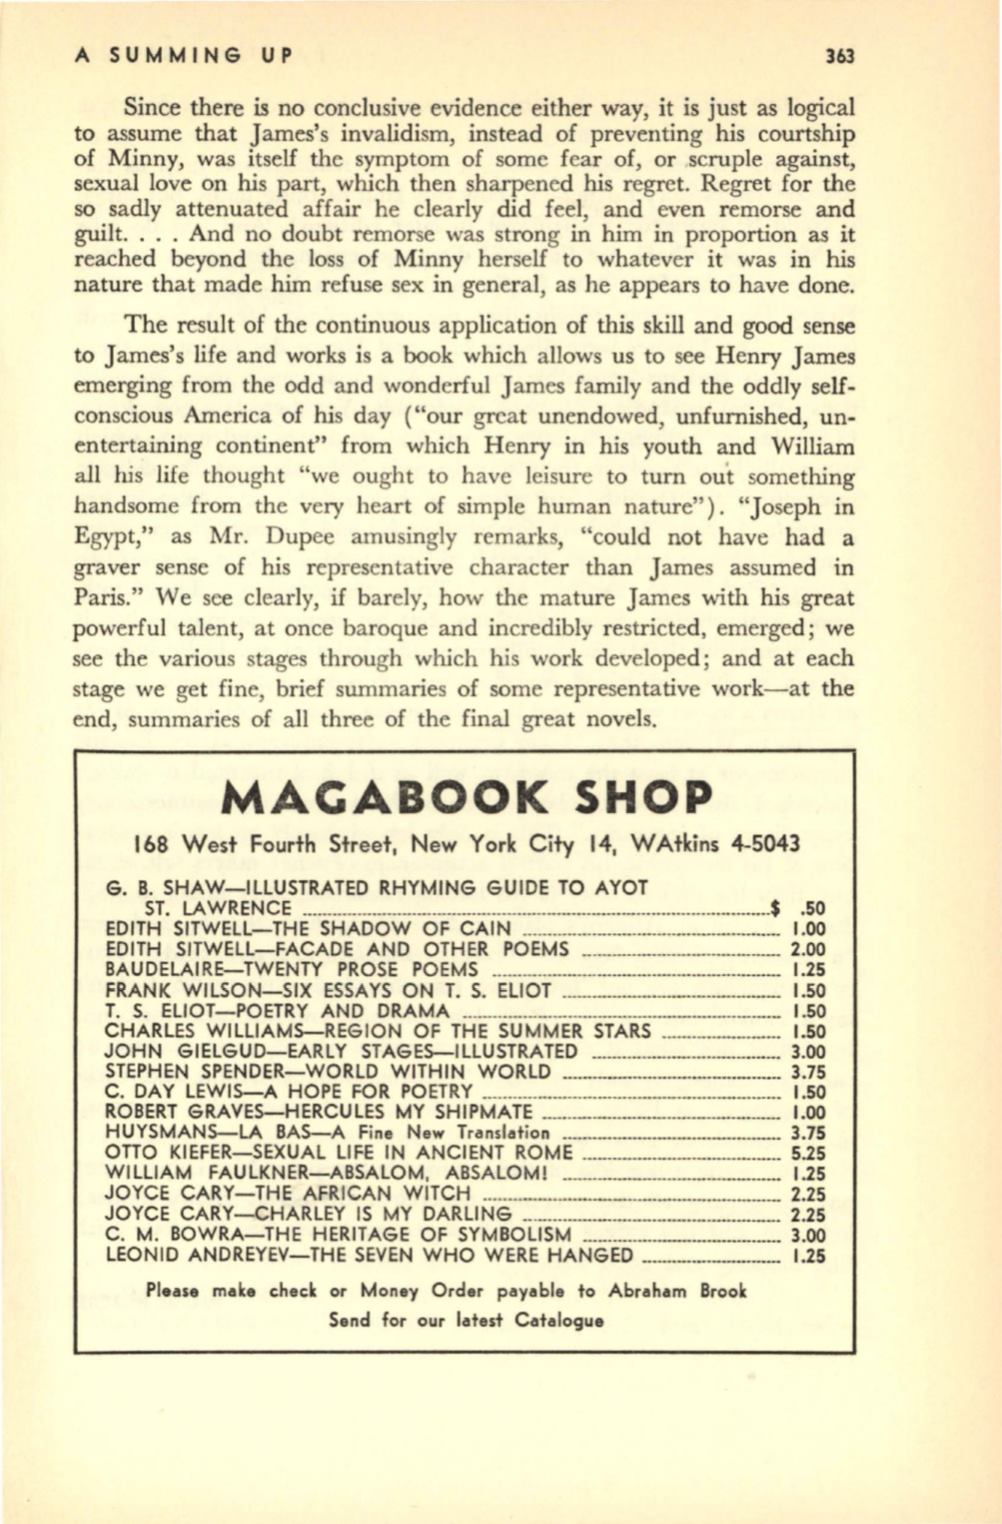 A SUMMING UP 363
Since there is no conclusive evidence either way, it is just as logical
to assume that James's invalidism, instead of preventing his courtship
of Minny, was itself the symptom of some fear of, or scruple against,
sexual love on his part, which then sharpened his regret. Regret for the
so sadly attenuated affair he clearly did feel, and even remorse and
guilt. . . . And no doubt remorse was strong in him in proportion as it
reached beyond the loss of Minny herself to whatever it was in his
nature that made him refuse sex in general, as he appears to have done.
The result of the continuous application of this skill and good sense
to James's life and works is a book which allows us to see Henry James
emerging from the odd and wonderful James family and the oddly self-
conscious America of his day ("our great unendowed, unfurnished, un-
entertaining continent" from which Henry in his youth and William
all his life thought "we ought to have leisure to turn out something
handsome from the very heart of simple human nature"). "Joseph in
Egypt," as Mr. Dupee amusingly remarks, "could not have had a
graver sense of his representative character than James assumed in
Paris." We see clearly, if barely, how the mature James with his great
powerful talent, at once baroque and incredibly restricted, emerged; we
see the various stages through which his work developed; and at each
stage we get fine, brief summaries of some representative work—at the
end, summaries of all three of the final great novels.
MAGABOOK SHOP
168 West Fourth Street, New York City 14, WAtkins 4-5043
G. B. SHAW—ILLUSTRATED RHYMING GUIDE TO AYOT
ST. LAWRENCE $ .50
EDITH SITWELL—THE SHADOW OF CAIN 1.00
EDITH SITWELL—FACADE AND OTHER POEMS 2.00
BAUDELAIRE—TWENTY PROSE POEMS 1.25
FRANK WILSON—SIX ESSAYS ON T. S. ELIOT 1.50
T. S. ELIOT—POETRY AND DRAMA 1.50
CHARLES WILLIAMS—REGION OF THE SUMMER STARS 1.50
JOHN GIELGUD—EARLY STAGES—ILLUSTRATED 3.00
STEPHEN SPENDER—WORLD WITHIN WORLD 3.75
C. DAY LEWIS—A HOPE FOR POETRY 1.50
ROBERT GRAVES—HERCULES MY SHIPMATE 1.00
HUYSMANS—LA BAS—A Fine New Translation 3.75
OTTO KIEFER—SEXUAL LIFE IN ANCIENT ROME 5.25
WILLIAM FAULKNER—ABSALOM, ABSALOM! 1.25
JOYCE CARY—THE AFRICAN WITCH 2.25
JOYCE CARY—CHARLEY IS MY DARLING 2.25
C. M. BOWRA—THE HERITAGE OF SYMBOLISM 3.00
LEONID ANDREYEV—THE SEVEN WHO WERE HANGED 1.25
Please make check or Money Order payable to Abraham Brook
Send for our latest Catalogue